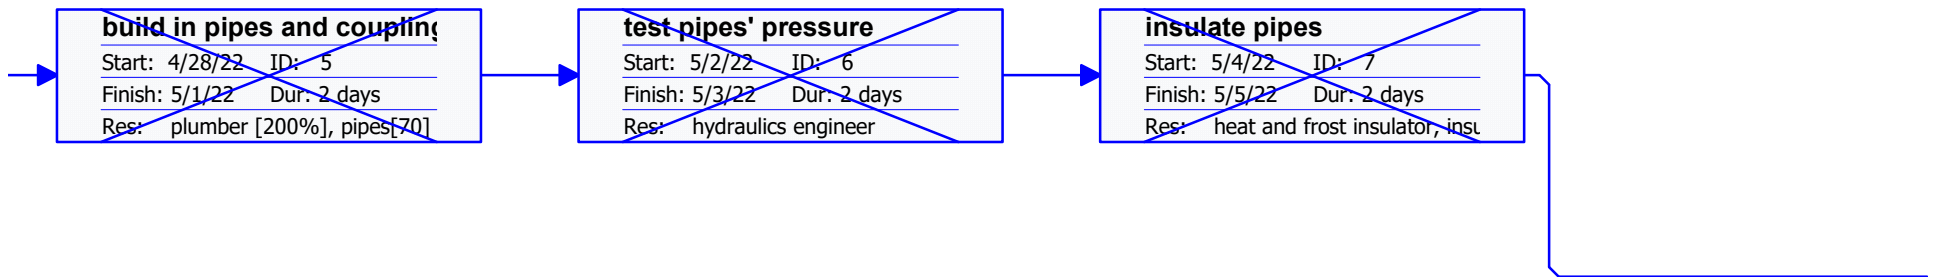 build in pipes and coupling
Start: 4/28/22 ID: 5
Finish: 5/1/22 Dur: 2 days
Res: plumber [200%], pipes[70]
test pipes' pressure
Start: 5/2/22 ID: 6
Finish: 5/3/22 Dur: 2 days
Res: hydraulics engineer
insulate pipes
Start: 5/4/22 ID: 7
Finish: 5/5/22 Dur: 2 days
Res: heat and frost insulator, insu